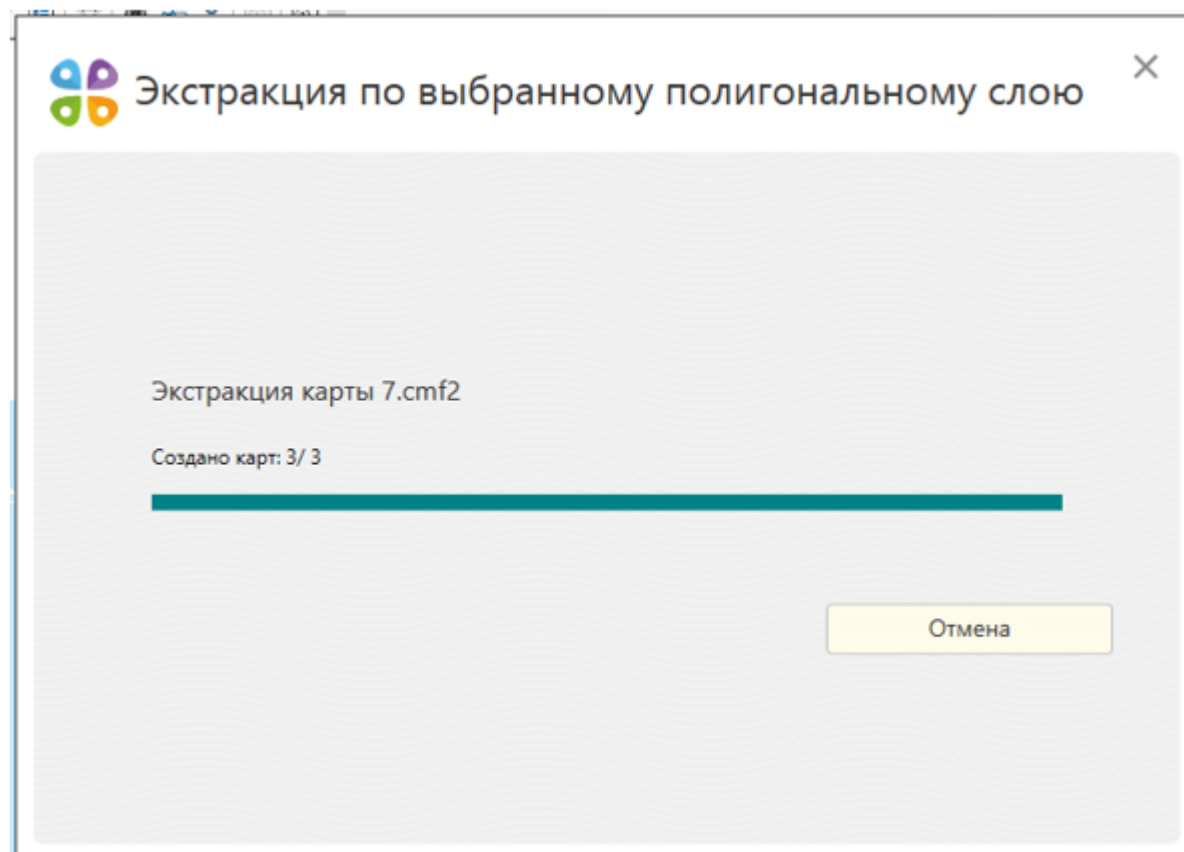 Экстракция по выбранному полигональному слою
Экстракция карты 7.cmf2
Создано карт: 3/ 3
Отмена